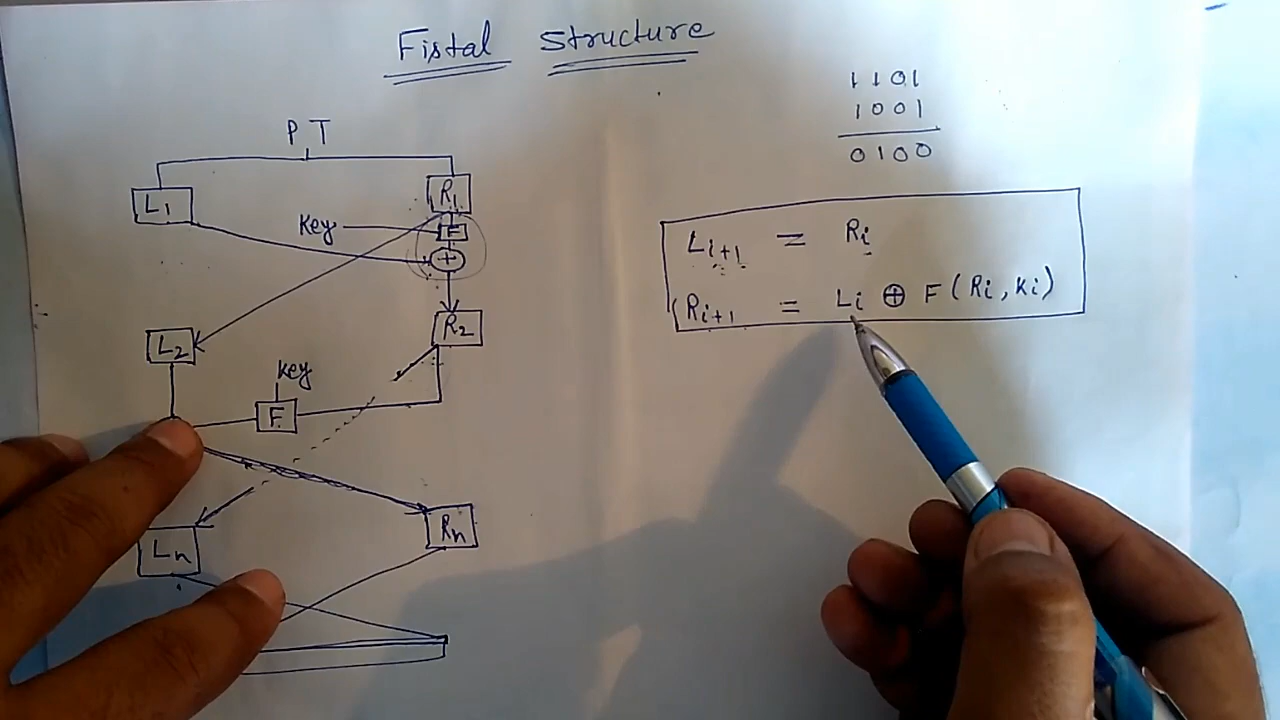 Fistal Structure
1101
1001
0100
PT
L1
R1
Key
F
Li+1 = Ri
Ri+1 = Li ⊕ F(Ri, Ki)
L2
R2
Key
F
Ln
Rn